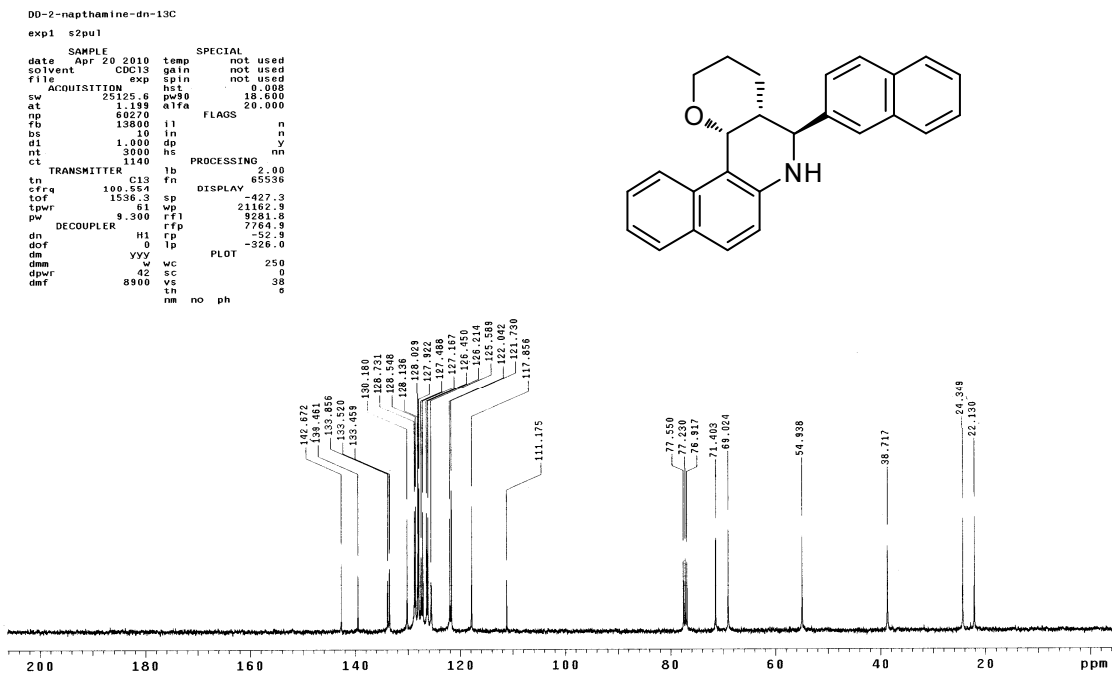 DD-2-napthamine-dn-13C
exp1 s2pul
SAMPLE SPECIAL
date Apr 20 2010 temp not used
solvent CDCl3 gain not used
file exp spin not used
ACQUISITION hst 0.008
sw 25125.6 pw90 18.600
at 1.199 alfa 20.000
np 60270 FLAGS
fb 13800 il n
bs 10 in n
d1 1.000 dp y
nt 3000 hs nn
ct 1140 PROCESSING
TRANSMITTER lb 2.00
tn C13 fn 65536
sfrq 100.554 DISPLAY
tof 1536.3 sp -427.3
tpwr 61 wp 21162.9
pw 9.300 rfl 9281.8
DECOUPLER rfp 7764.9
dn H1 rp -52.9
dof 0 lp -326.0
dm yyy PLOT
dmm w wc 250
dpwr 42 sc 0
dmf 8900 vs 38
th 6
nm no ph
O
NH
142.672
139.461
133.856
133.520
133.459
130.180
128.731
128.548
128.136
128.029
127.922
127.488
127.167
126.450
126.214
125.589
122.042
121.730
117.856
111.175
77.550
77.230
76.917
71.403
69.024
54.938
38.717
24.349
22.130
200 180 160 140 120 100 80 60 40 20 ppm